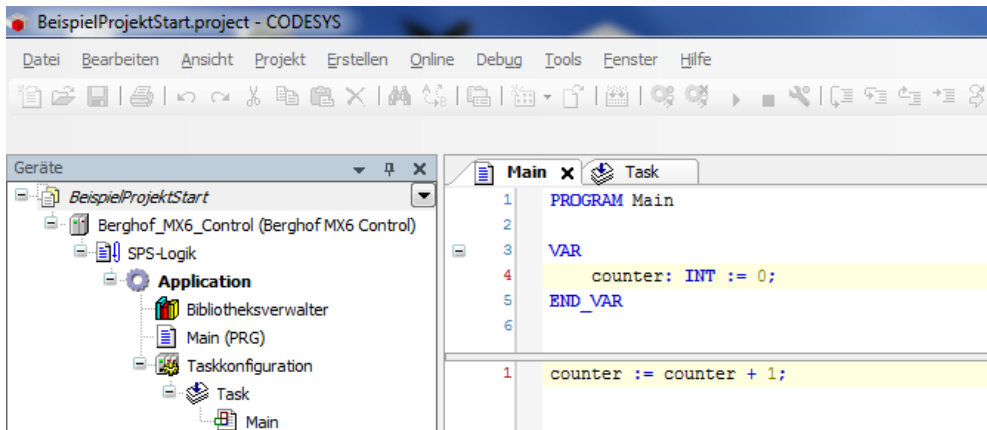 BeispielProjektStart.project - CODESYS
Datei Bearbeiten Ansicht Projekt Erstellen Online Debug Tools Fenster Hilfe
Geräte
BeispielProjektStart
Berghof_MX6_Control (Berghof MX6 Control)
SPS-Logik
Application
Bibliotheksverwalter
Main (PRG)
Taskkonfiguration
Task
Main
Main Task
1 PROGRAM Main
2
3 VAR
4 counter: INT := 0;
5 END_VAR
6
1 counter := counter + 1;